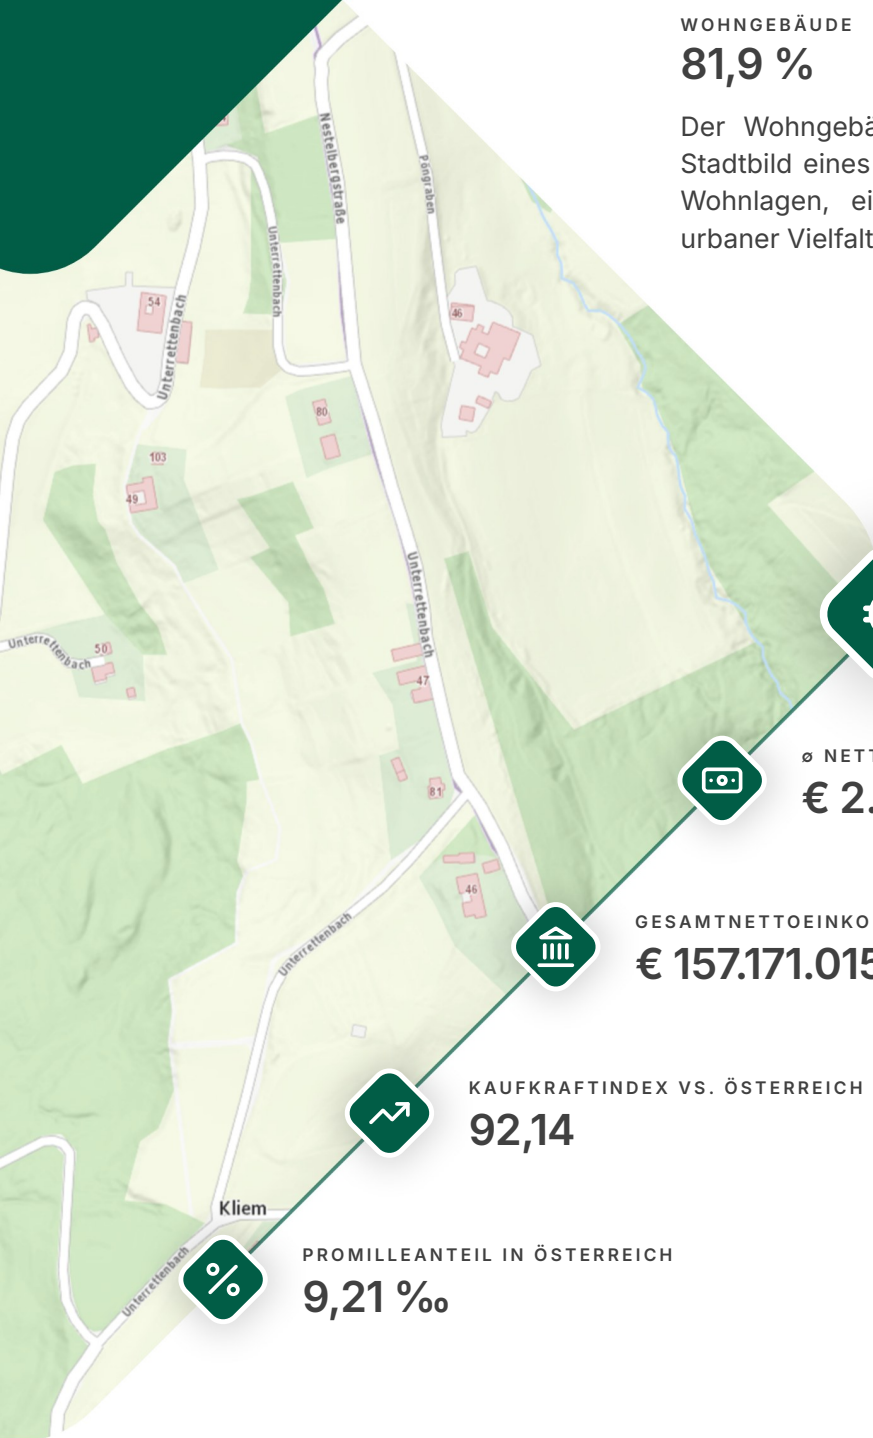 WOHNGEBÄUDE
81,9 %
Der Wohngebä
Stadtbild eines
Wohnlagen, ei
urbaner Vielfalt
Nestelbergstraße
Pöngraben
Unterrettenbach
54
Unterrettenbach
46
80
103
49
Unterrettenbach
Unterrettenbach
50
47
81
46
Unterrettenbach
ø NETT
€ 2.
GESAMTNETTOEINKO
€ 157.171.015
KAUFKRAFTINDEX VS. ÖSTERREICH
92,14
Kliem
Unterrettenbach
PROMILLEANTEIL IN ÖSTERREICH
9,21 ‰